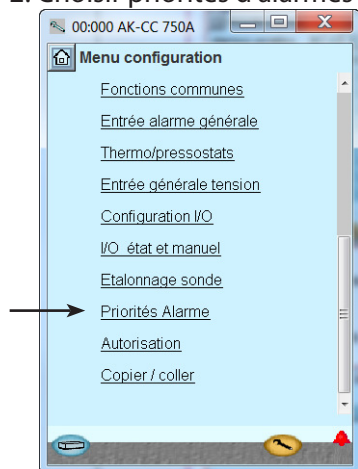 2. Choisir priorités d'alarmes
00:000 AK-CC 750A
Menu configuration
Fonctions communes
Entrée alarme générale
Thermo/pressostats
Entrée générale tension
Configuration I/O
I/O état et manuel
Etalonnage sonde
Priorités Alarme
Autorisation
Copier / coller